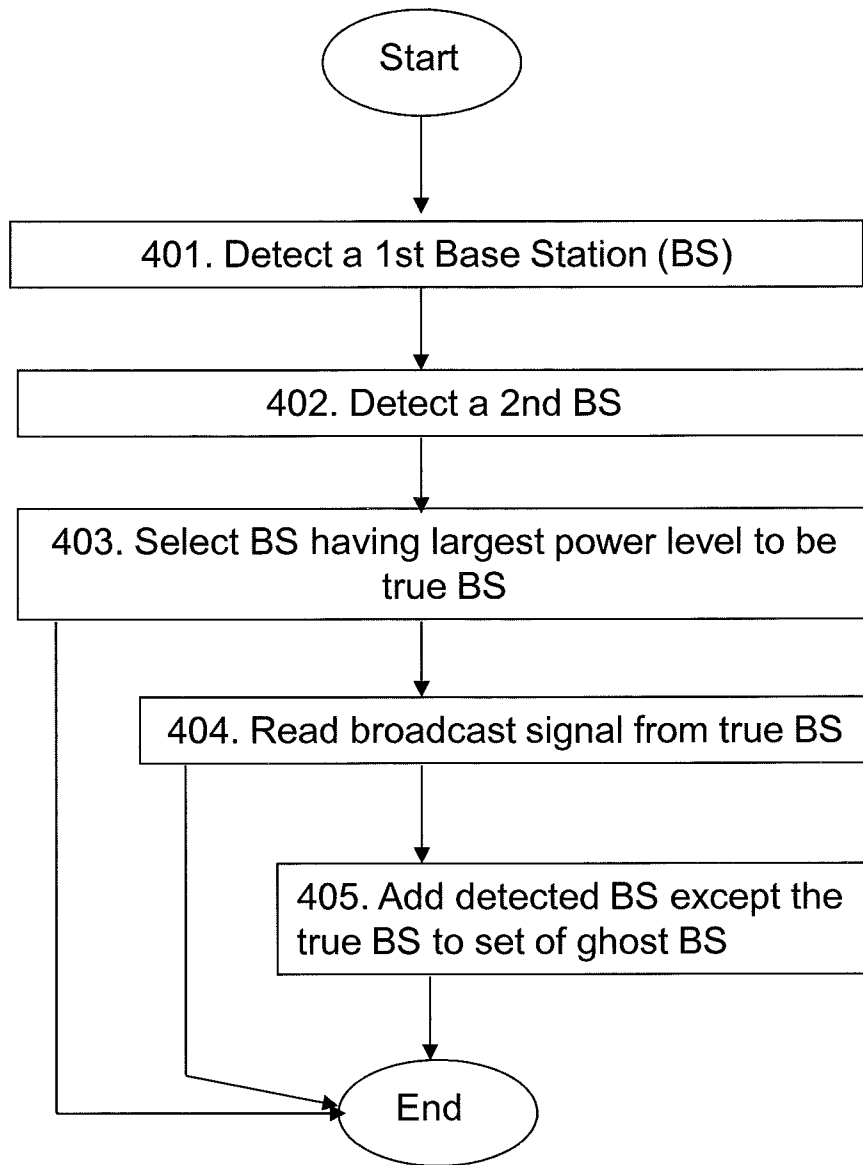 Start
401. Detect a 1st Base Station (BS)
402. Detect a 2nd BS
403. Select BS having largest power level to be
true BS
404. Read broadcast signal from true BS
405. Add detected BS except the
true BS to set of ghost BS
End